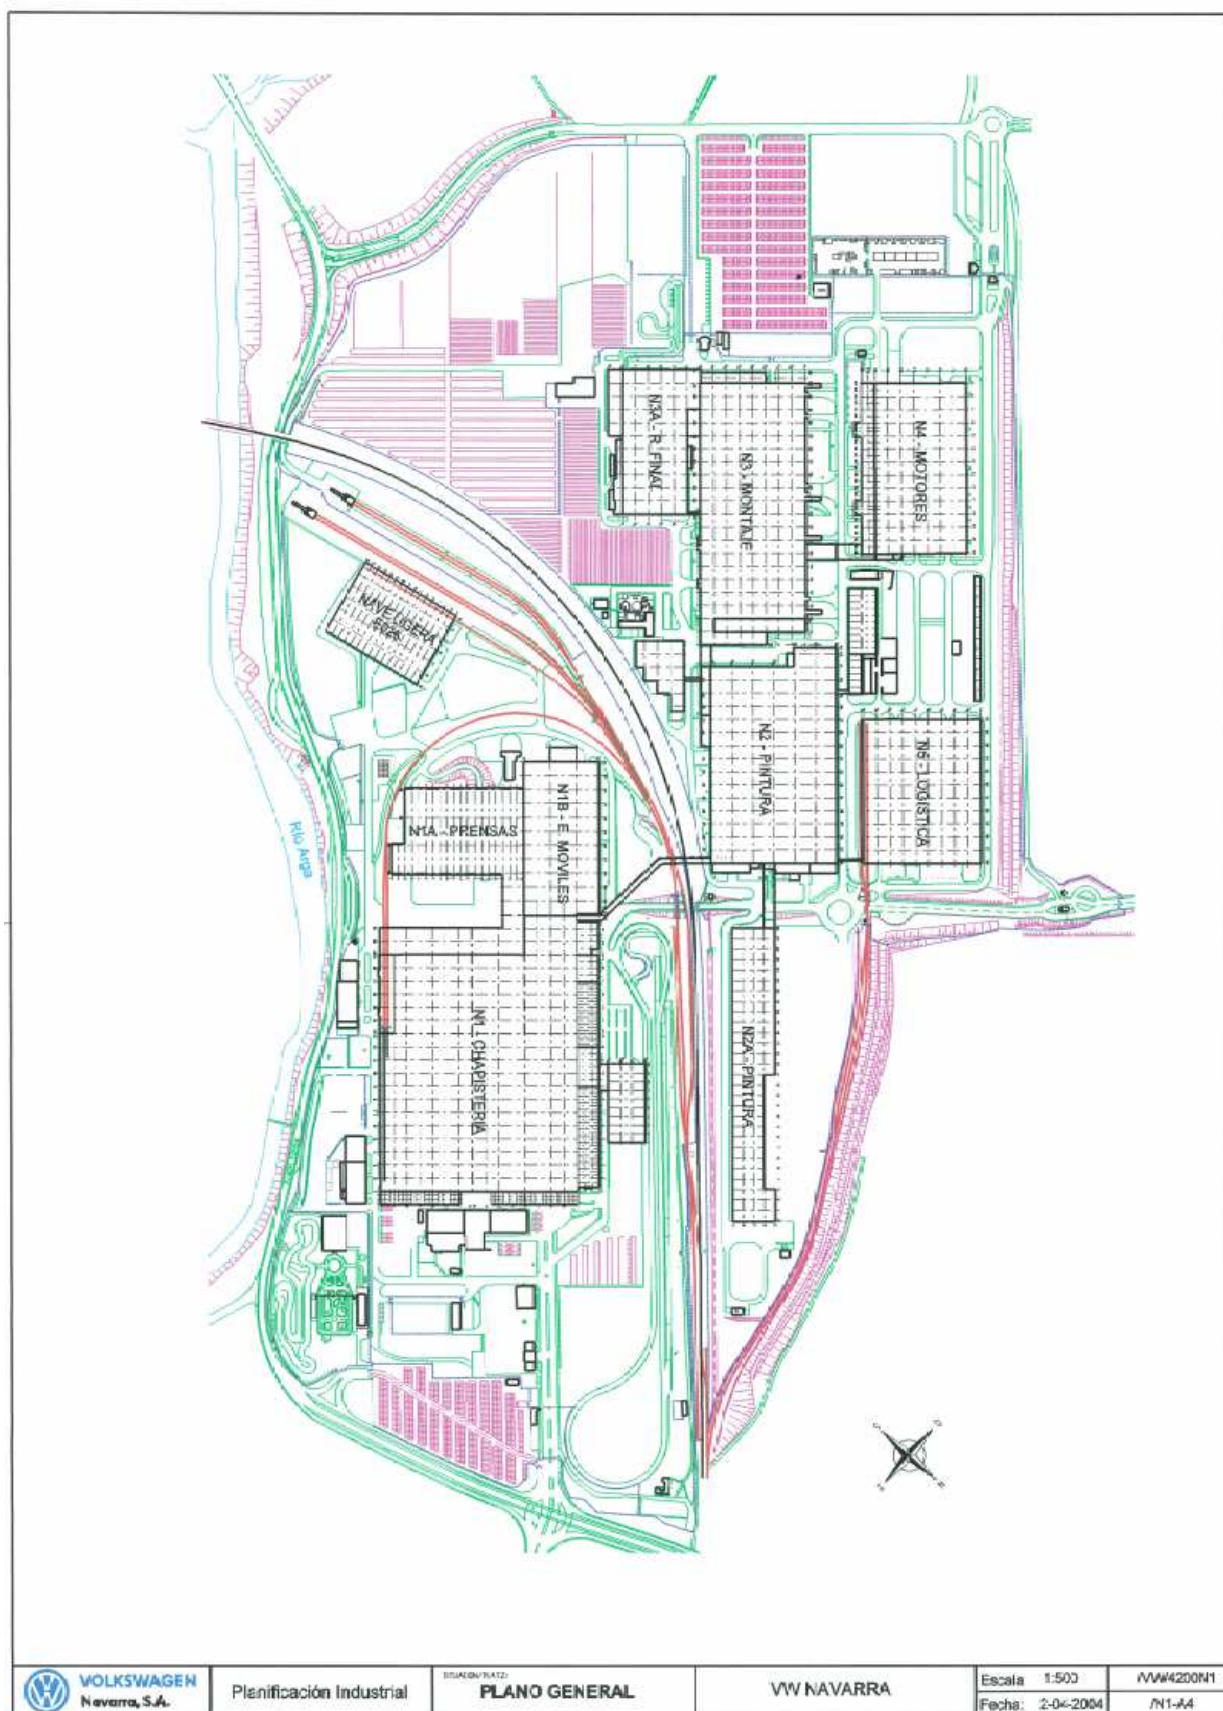 N3A - R. FINAL
N3 - MONTAJE
N4 - MOTORES
NAVE LIGERA
N2 - PINTURA
N5 - LOGISTICA
N1A - PRENSAS
N1B - E. MOVILES
Río Arga
N1 - CHAPISTERIA
N2A - PINTURA
VOLKSWAGEN
Navarra, S.A.
Planificación Industrial
PLANO GENERAL
VW NAVARRA
Escala 1:500
Fecha: 2-04-2004
/N1-A4